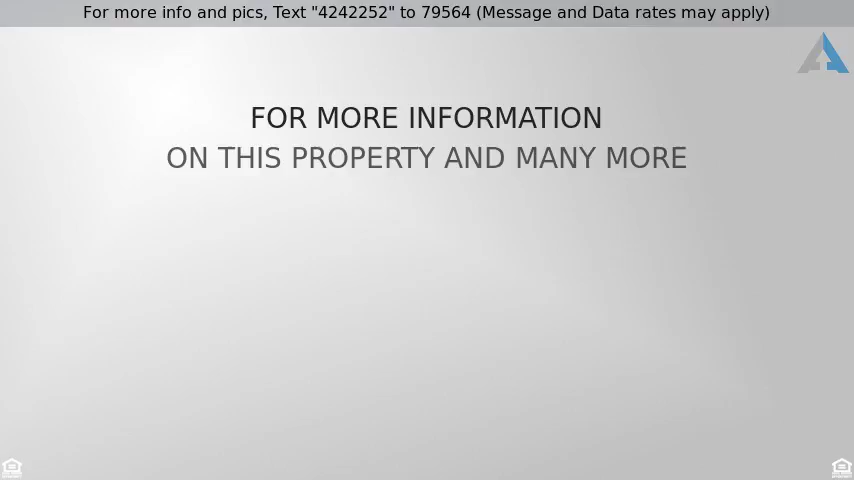 For more info and pics, Text "4242252" to 79564 (Message and Data rates may apply)
FOR MORE INFORMATION
ON THIS PROPERTY AND MANY MORE